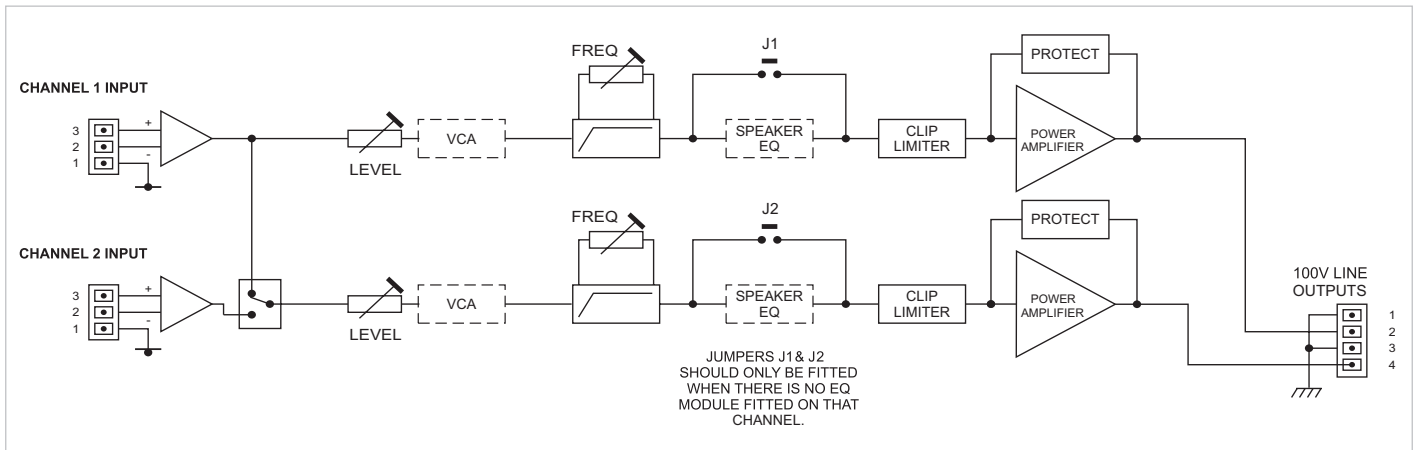 CHANNEL 1 INPUT
3
2
1
+
-
LEVEL
VCA
FREQ
J1
SPEAKER
EQ
CLIP
LIMITER
PROTECT
POWER
AMPLIFIER
CHANNEL 2 INPUT
3
2
1
+
-
LEVEL
VCA
FREQ
J2
SPEAKER
EQ
CLIP
LIMITER
PROTECT
POWER
AMPLIFIER
JUMPERS J1& J2
SHOULD ONLY BE FITTED
WHEN THERE IS NO EQ
MODULE FITTED ON THAT
CHANNEL.
100V LINE
OUTPUTS
1
2
3
4